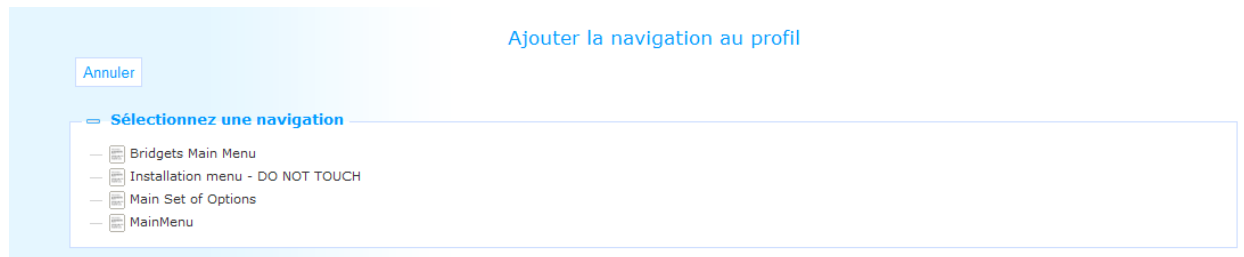 Ajouter la navigation au profil
Annuler
Sélectionnez une navigation
Bridgets Main Menu
Installation menu - DO NOT TOUCH
Main Set of Options
MainMenu